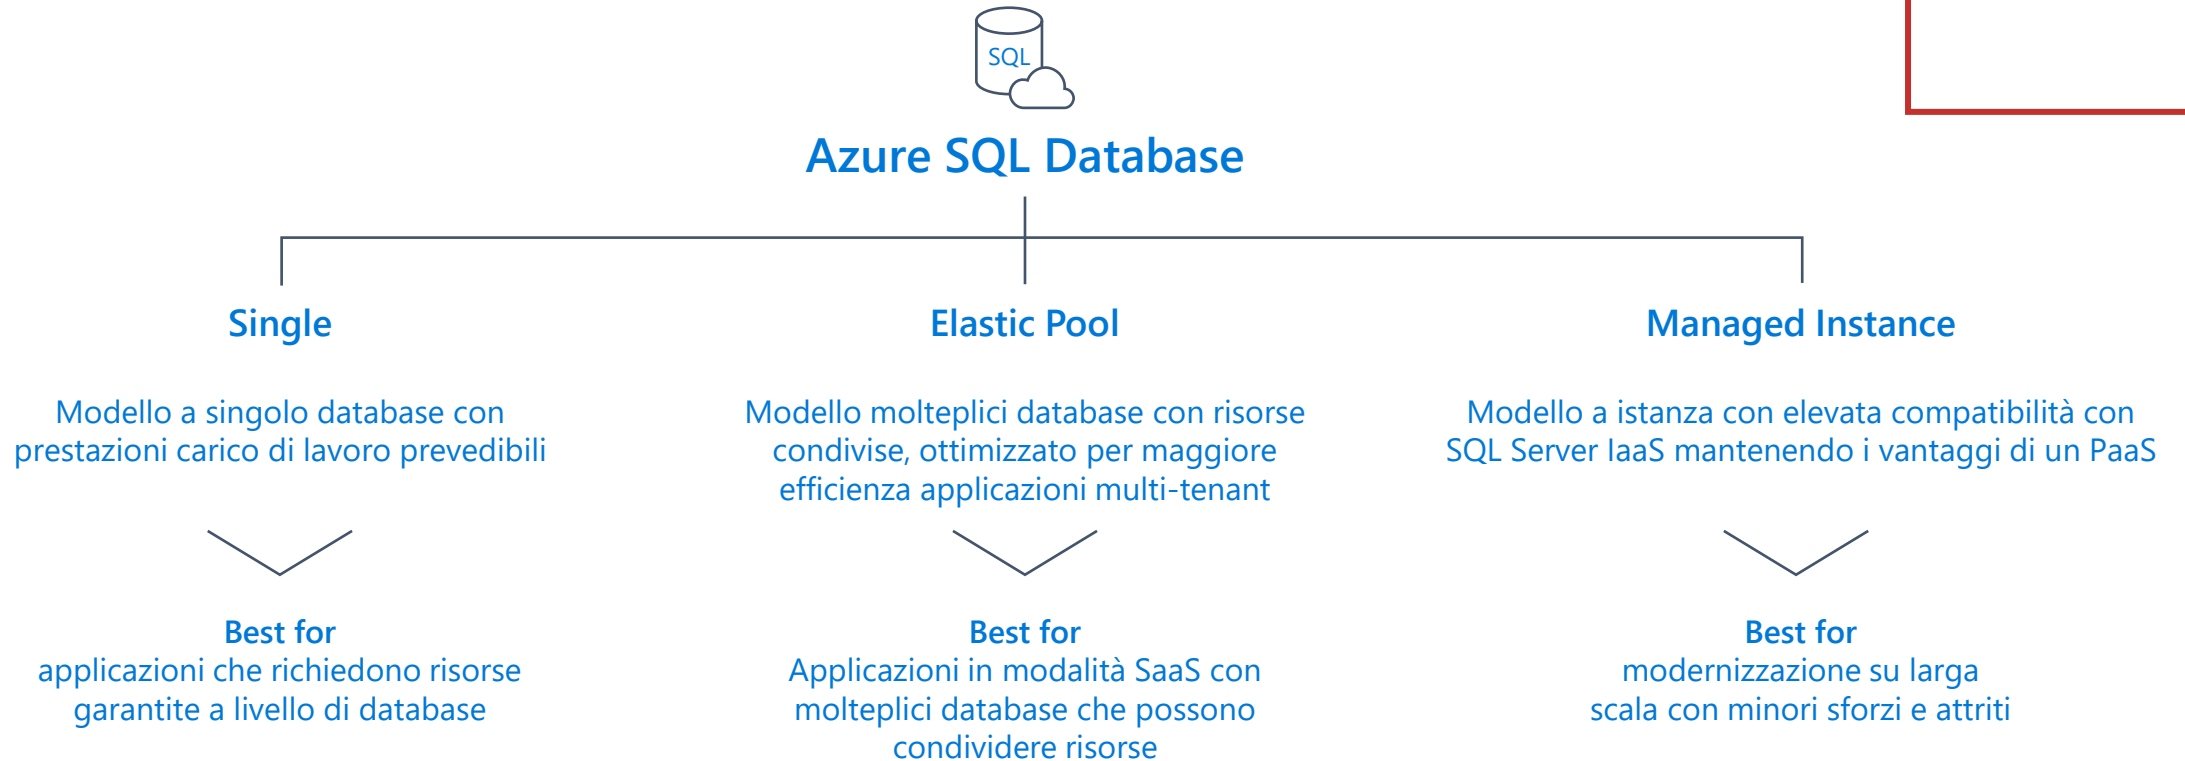 SQL
Azure SQL Database
Single
Modello a singolo database con
prestazioni carico di lavoro prevedibili
Best for
applicazioni che richiedono risorse
garantite a livello di database
Elastic Pool
Modello molteplici database con risorse
condivise, ottimizzato per maggiore
efficienza applicazioni multi-tenant
Best for
Applicazioni in modalità SaaS con
molteplici database che possono
condividere risorse
Managed Instance
Modello a istanza con elevata compatibilità con
SQL Server IaaS mantenendo i vantaggi di un PaaS
Best for
modernizzazione su larga
scala con minori sforzi e attriti